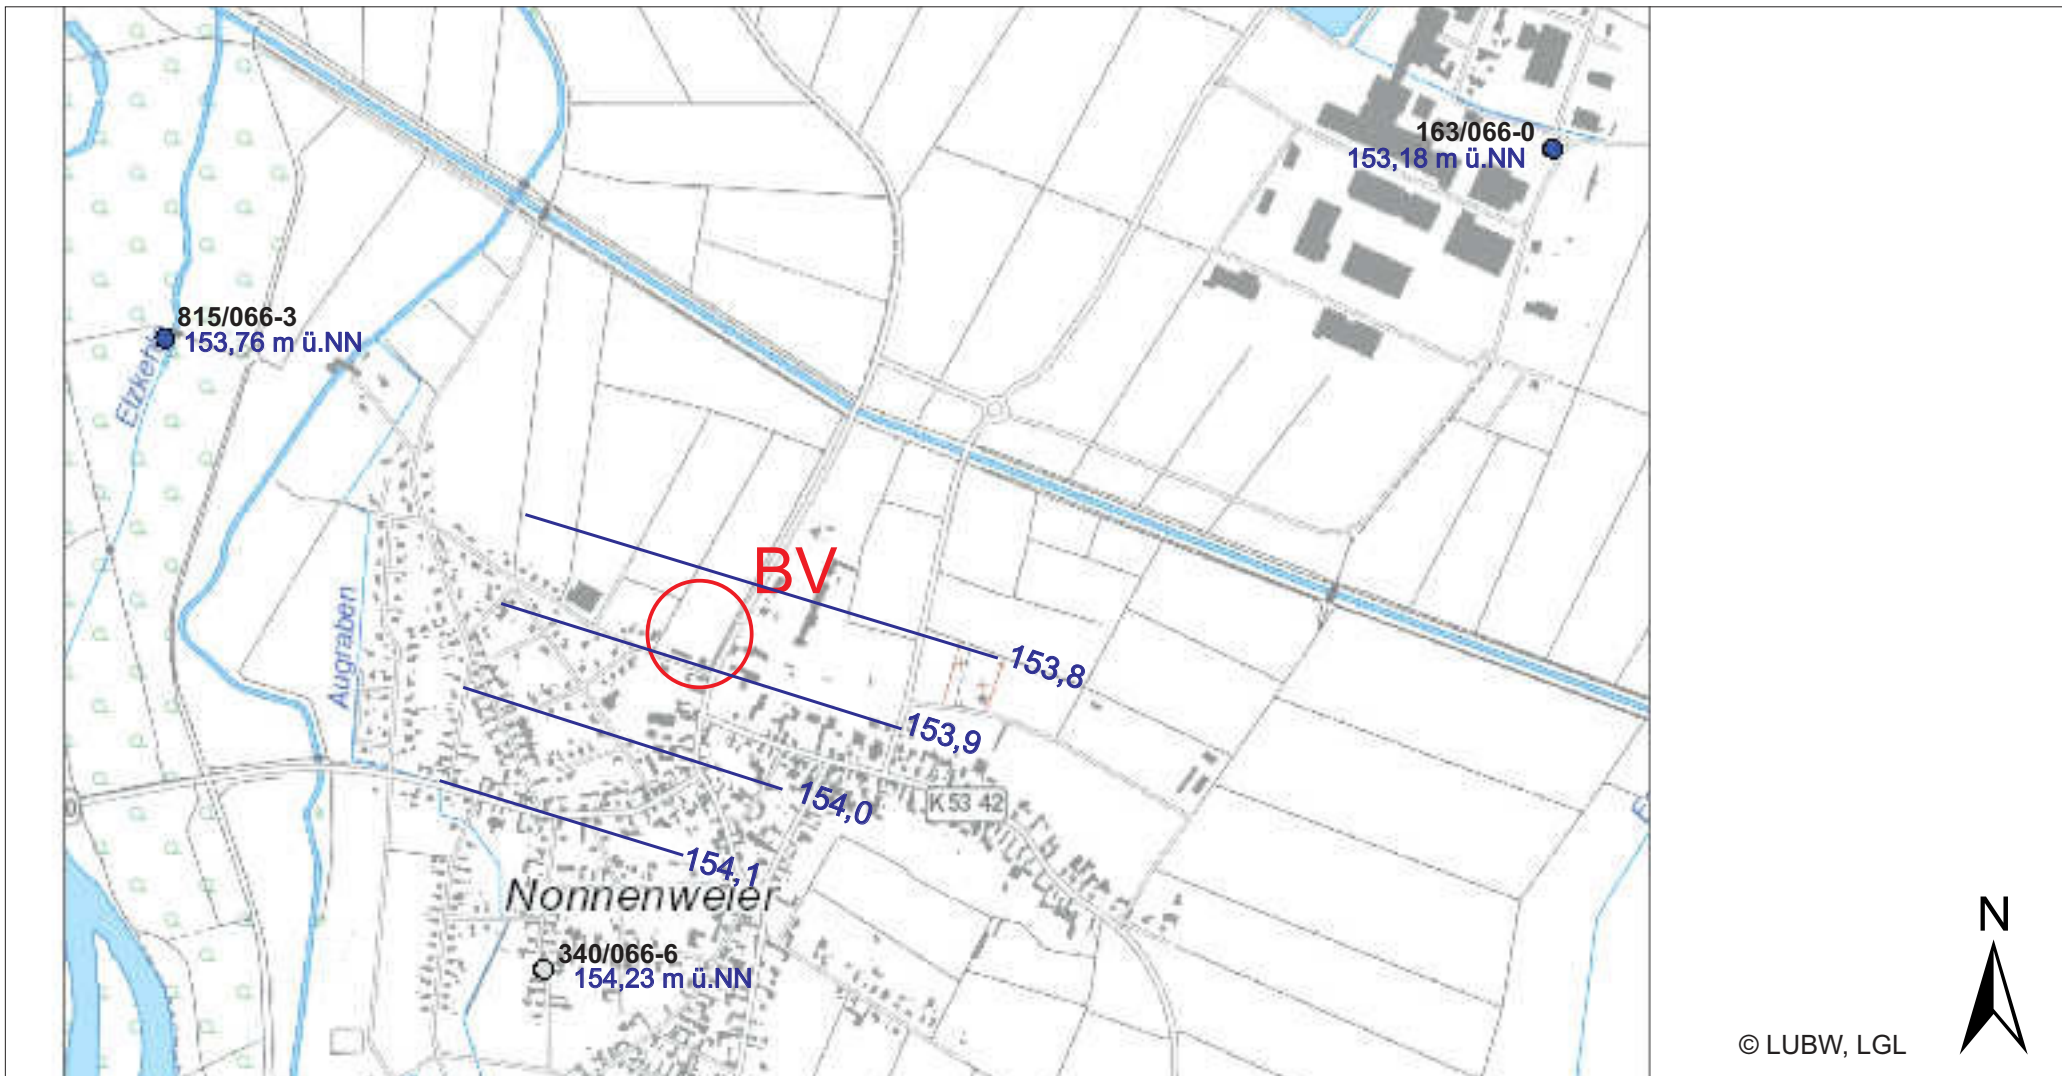 163/066-0
153,18 m ü.NN
815/066-3
153,76 m ü.NN
Elzkehl
BV
Augraben
153,8
153,9
154,0
K 53 42
154,1
Nonnenweier
340/066-6
154,23 m ü.NN
N
© LUBW, LGL